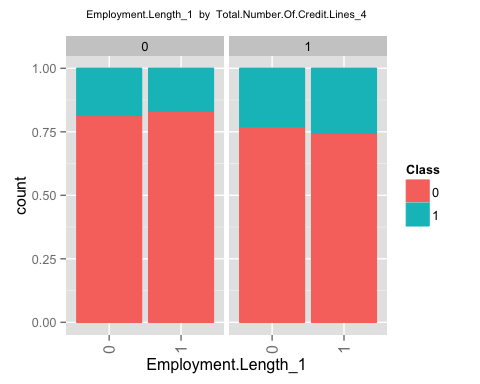 Employment.Length_1 by Total.Number.Of.Credit.Lines_4
0 1
1.00
0.75
0.50
0.25
0.00
count
0 1 0 1
Employment.Length_1
Class
0
1